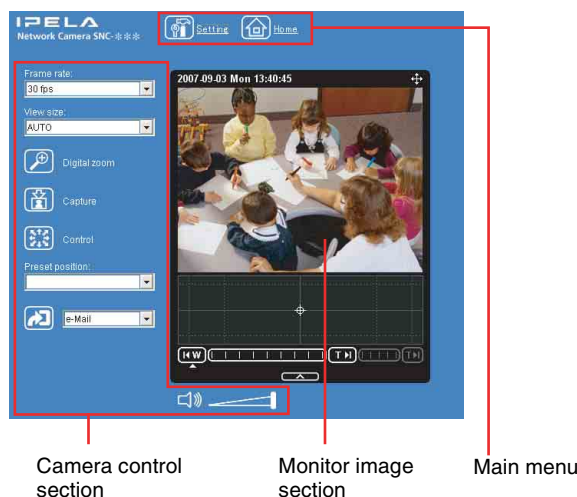 IPELA
Network Camera SNC-✲✲✲
Setting
Home
Frame rate:
30 fps
View size:
AUTO
Digital zoom
Capture
Control
Preset position:
e-Mail
2007-09-03 Mon 13:40:45
W
T
T
Camera control
section
Monitor image
section
Main menu